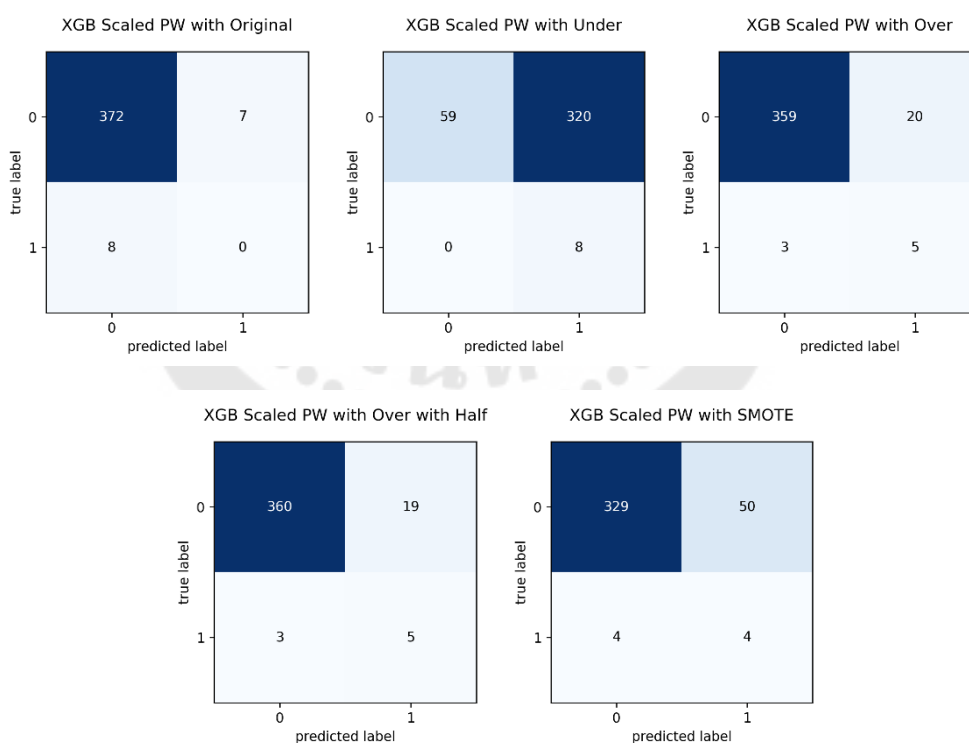 XGB Scaled PW with Original
0
372
7
true label
1
8
0
0
1
predicted label
XGB Scaled PW with Under
0
59
320
true label
1
0
8
0
1
predicted label
XGB Scaled PW with Over
0
359
20
true label
1
3
5
0
1
predicted label
XGB Scaled PW with Over with Half
0
360
19
true label
1
3
5
0
1
predicted label
XGB Scaled PW with SMOTE
0
329
50
true label
1
4
4
0
1
predicted label